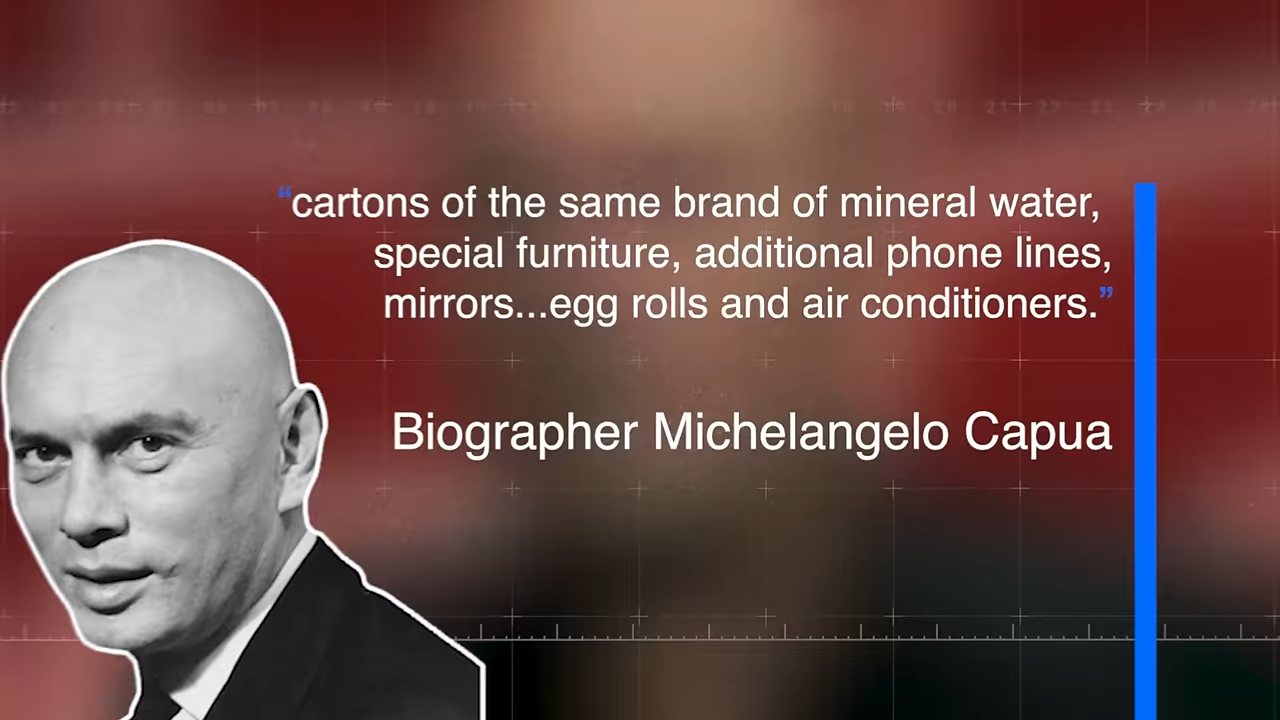 “cartons of the same brand of mineral water,
special furniture, additional phone lines,
mirrors...egg rolls and air conditioners.”
Biographer Michelangelo Capua